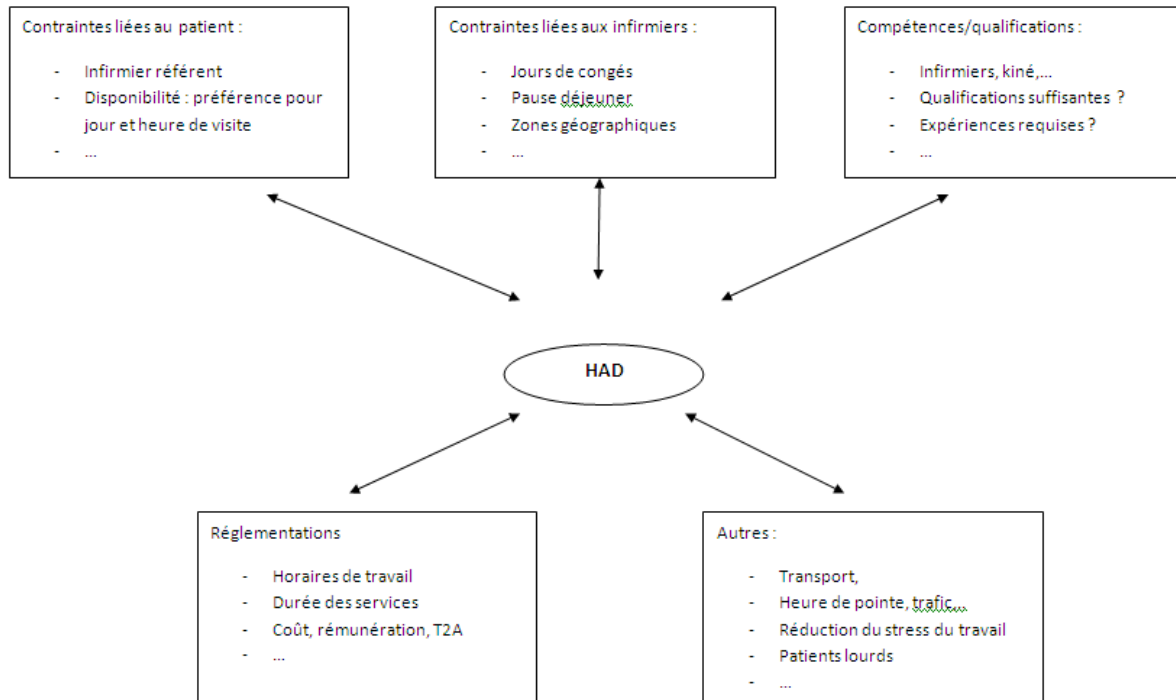 Contraintes liées au patient :
- Infirmier référent
- Disponibilité : préférence pour
jour et heure de visite
- ...
Contraintes liées aux infirmiers :
- Jours de congés
- Pause déjeuner
- Zones géographiques
- ...
Compétences/qualifications :
- Infirmiers, kiné,...
- Qualifications suffisantes ?
- Expériences requises ?
- ...
HAD
Réglementations
- Horaires de travail
- Durée des services
- Coût, rémunération, T2A
- ...
Autres :
- Transport,
- Heure de pointe, trafic...
- Réduction du stress du travail
- Patients lourds
- ...